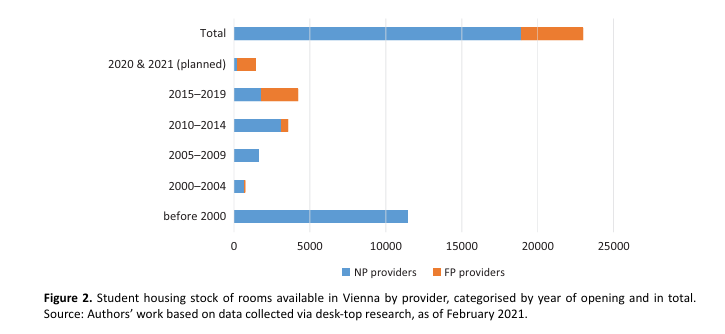 Total
2020 & 2021 (planned)
2015–2019
2010–2014
2005–2009
2000–2004
before 2000
0 5000 10000 15000 20000 25000
NP providers FP providers
Figure 2. Student housing stock of rooms available in Vienna by provider, categorised by year of opening and in total.
Source: Authors’ work based on data collected via desk-top research, as of February 2021.